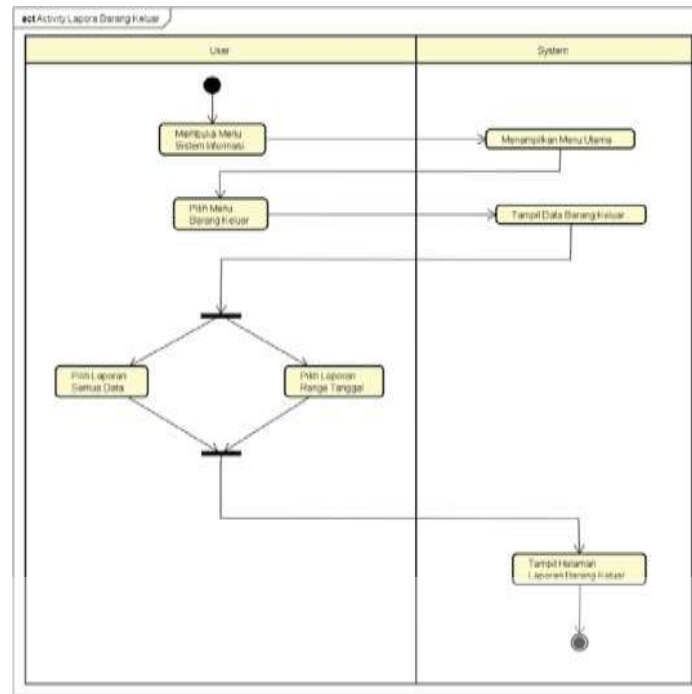 act Activity Lapora Barang Keluar
User
System
Membuka Menu
Sistem Informasi
Menampilkan Menu Utama
Pilih Menu
Barang Keluar
Tampil Data Barang Keluar
Pilih Laporan
Semua Data
Pilih Laporan
Range Tanggal
Tampil Halaman
Laporan Barang Keluar